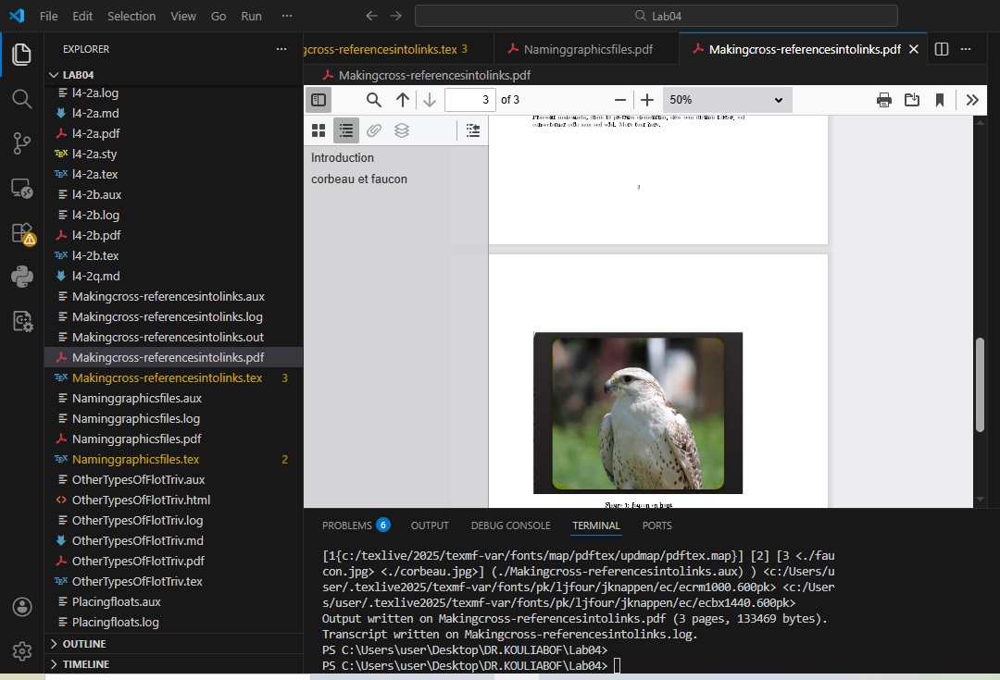 File Edit Selection View Go Run ··· Lab04
EXPLORER ···
LAB04
l4-2a.log
l4-2a.md
l4-2a.pdf
l4-2a.sty
l4-2a.tex
l4-2b.aux
l4-2b.log
l4-2b.pdf
l4-2b.tex
l4-2q.md
Makingcross-referencesintolinks.aux
Makingcross-referencesintolinks.log
Makingcross-referencesintolinks.out
Makingcross-referencesintolinks.pdf
Makingcross-referencesintolinks.tex 3
Naminggraphicsfiles.aux
Naminggraphicsfiles.log
Naminggraphicsfiles.pdf
Naminggraphicsfiles.tex 2
OtherTypesOfFlotTriv.aux
OtherTypesOfFlotTriv.html
OtherTypesOfFlotTriv.log
OtherTypesOfFlotTriv.md
OtherTypesOfFlotTriv.pdf
OtherTypesOfFlotTriv.tex
Placingfloats.aux
Placingfloats.log
OUTLINE
TIMELINE
gcross-referencesintolinks.tex 3 Naminggraphicsfiles.pdf Makingcross-referencesintolinks.pdf ···
Makingcross-referencesintolinks.pdf
3 of 3 50%
Introduction
corbeau et faucon
2
PROBLEMS 6 OUTPUT DEBUG CONSOLE TERMINAL PORTS
[1{c:/texlive/2025/texmf-var/fonts/map/pdftex/updmap/pdftex.map}] [2] [3 <./fau
con.jpg> <./corbeau.jpg>] (./Makingcross-referencesintolinks.aux) ) <c:/Users/u
ser/.texlive2025/texmf-var/fonts/pk/ljfour/jknappen/ec/ecrm1000.600pk> <c:/User
s/user/.texlive2025/texmf-var/fonts/pk/ljfour/jknappen/ec/ecbx1440.600pk>
Output written on Makingcross-referencesintolinks.pdf (3 pages, 133469 bytes).
Transcript written on Makingcross-referencesintolinks.log.
PS C:\Users\user\Desktop\DR.KOULIABOF\Lab04>
PS C:\Users\user\Desktop\DR.KOULIABOF\Lab04>